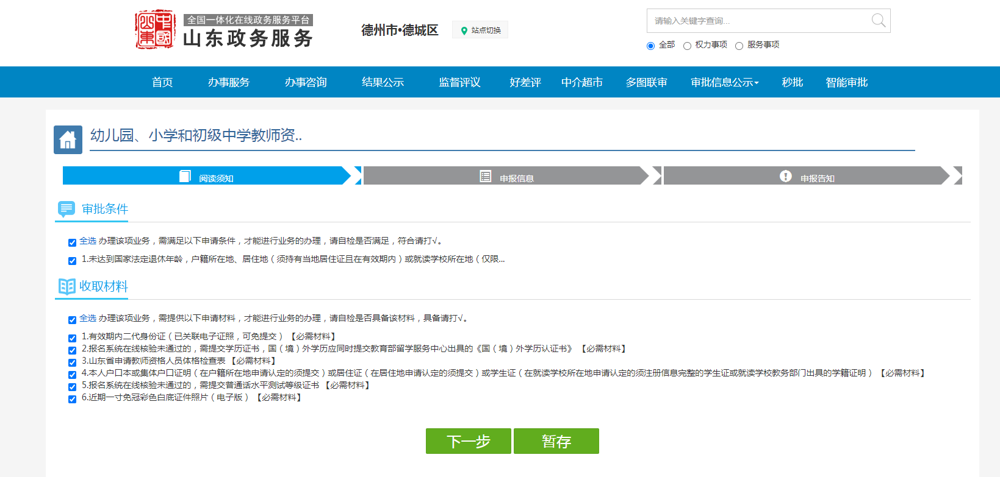 全国一体化在线政务服务平台
山东政务服务
德州市•德城区
站点切换
请输入关键字查询...
全部 权力事项 服务事项
首页 办事服务 办事咨询 结果公示 监督评议 好差评 中介超市 多图联审 审批信息公示 秒批 智能审批
幼儿园、小学和初级中学教师资..
阅读须知 申报信息 申报告知
审批条件
全选 办理该项业务，需满足以下申请条件，才能进行业务的办理，请自检是否满足，符合请打√。
1.未达到国家法定退休年龄，户籍所在地、居住地（须持有当地居住证且在有效期内）或就读学校所在地（仅限...
收取材料
全选 办理该项业务，需提供以下申请材料，才能进行业务的办理，请自检是否具备该材料，具备请打√。
1.有效期内二代身份证（已关联电子证照，可免提交）【必需材料】
2.报名系统在线核验未通过的，需提交学历证书，国（境）外学历应同时提交教育部留学服务中心出具的《国（境）外学历认证书》【必需材料】
3.山东省申请教师资格人员体格检查表【必需材料】
4.本人户口本或集体户口证明（在户籍所在地申请认定的须提交）或居住证（在居住地申请认定的须提交）或学生证（在就读学校所在地申请认定的须注册信息完整的学生证或就读学校教务部门出具的学籍证明）【必需材料】
5.报名系统在线核验未通过的，需提交普通话水平测试等级证书【必需材料】
6.近期一寸免冠彩色白底证件照片（电子版）【必需材料】
下一步 暂存